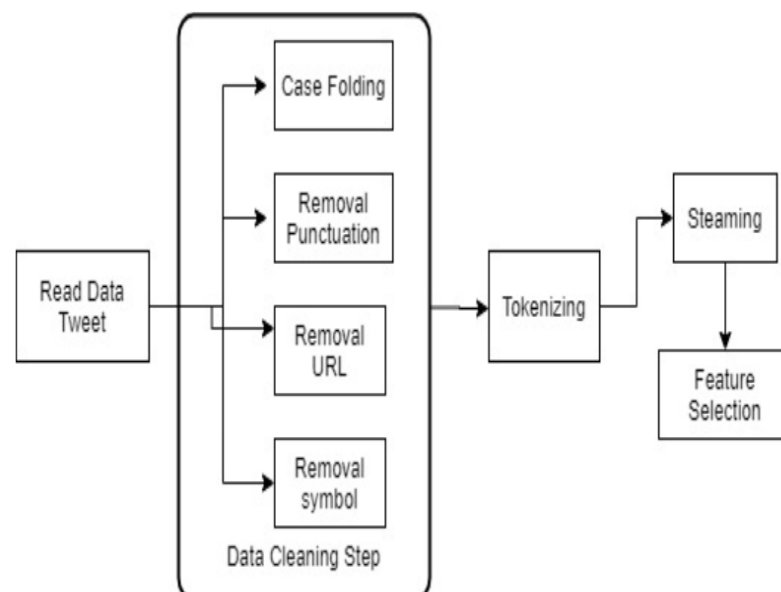 Read Data
Tweet
Case Folding
Removal
Punctuation
Removal
URL
Removal
symbol
Data Cleaning Step
Tokenizing
Steaming
Feature
Selection